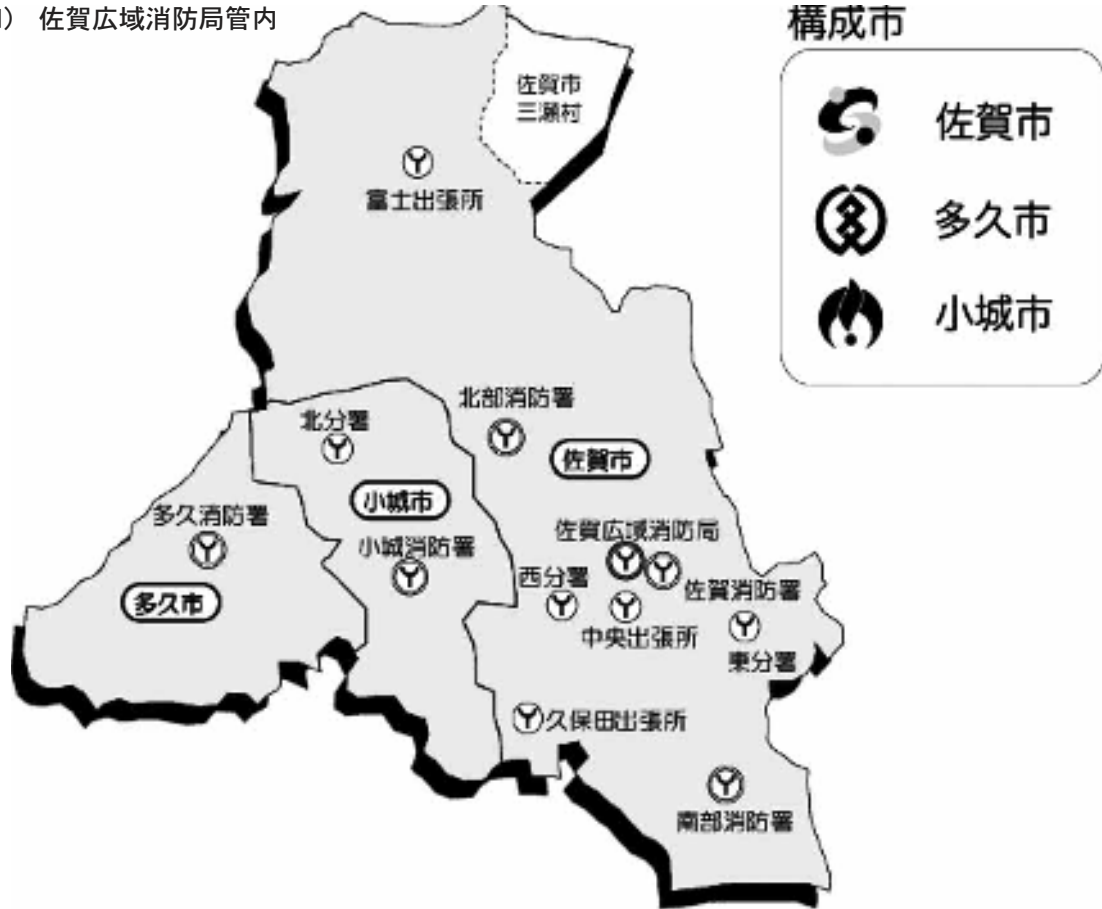 ） 佐賀広域消防局管内
構成市
佐賀市
多久市
小城市
佐賀市
三瀬村
富士出張所
北部消防署
北分署
佐賀市
小城市
多久消防署
小城消防署
多久市
佐賀広域消防局
西分署
佐賀消防署
中央出張所
東分署
久保田出張所
南部消防署